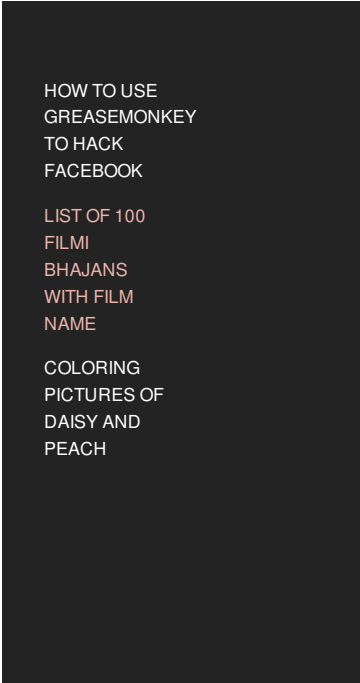 HOW TO USE
GREASEMONKEY
TO HACK
FACEBOOK
LIST OF 100
FILMI
BHAJANS
WITH FILM
NAME
COLORING
PICTURES OF
DAISY AND
PEACH